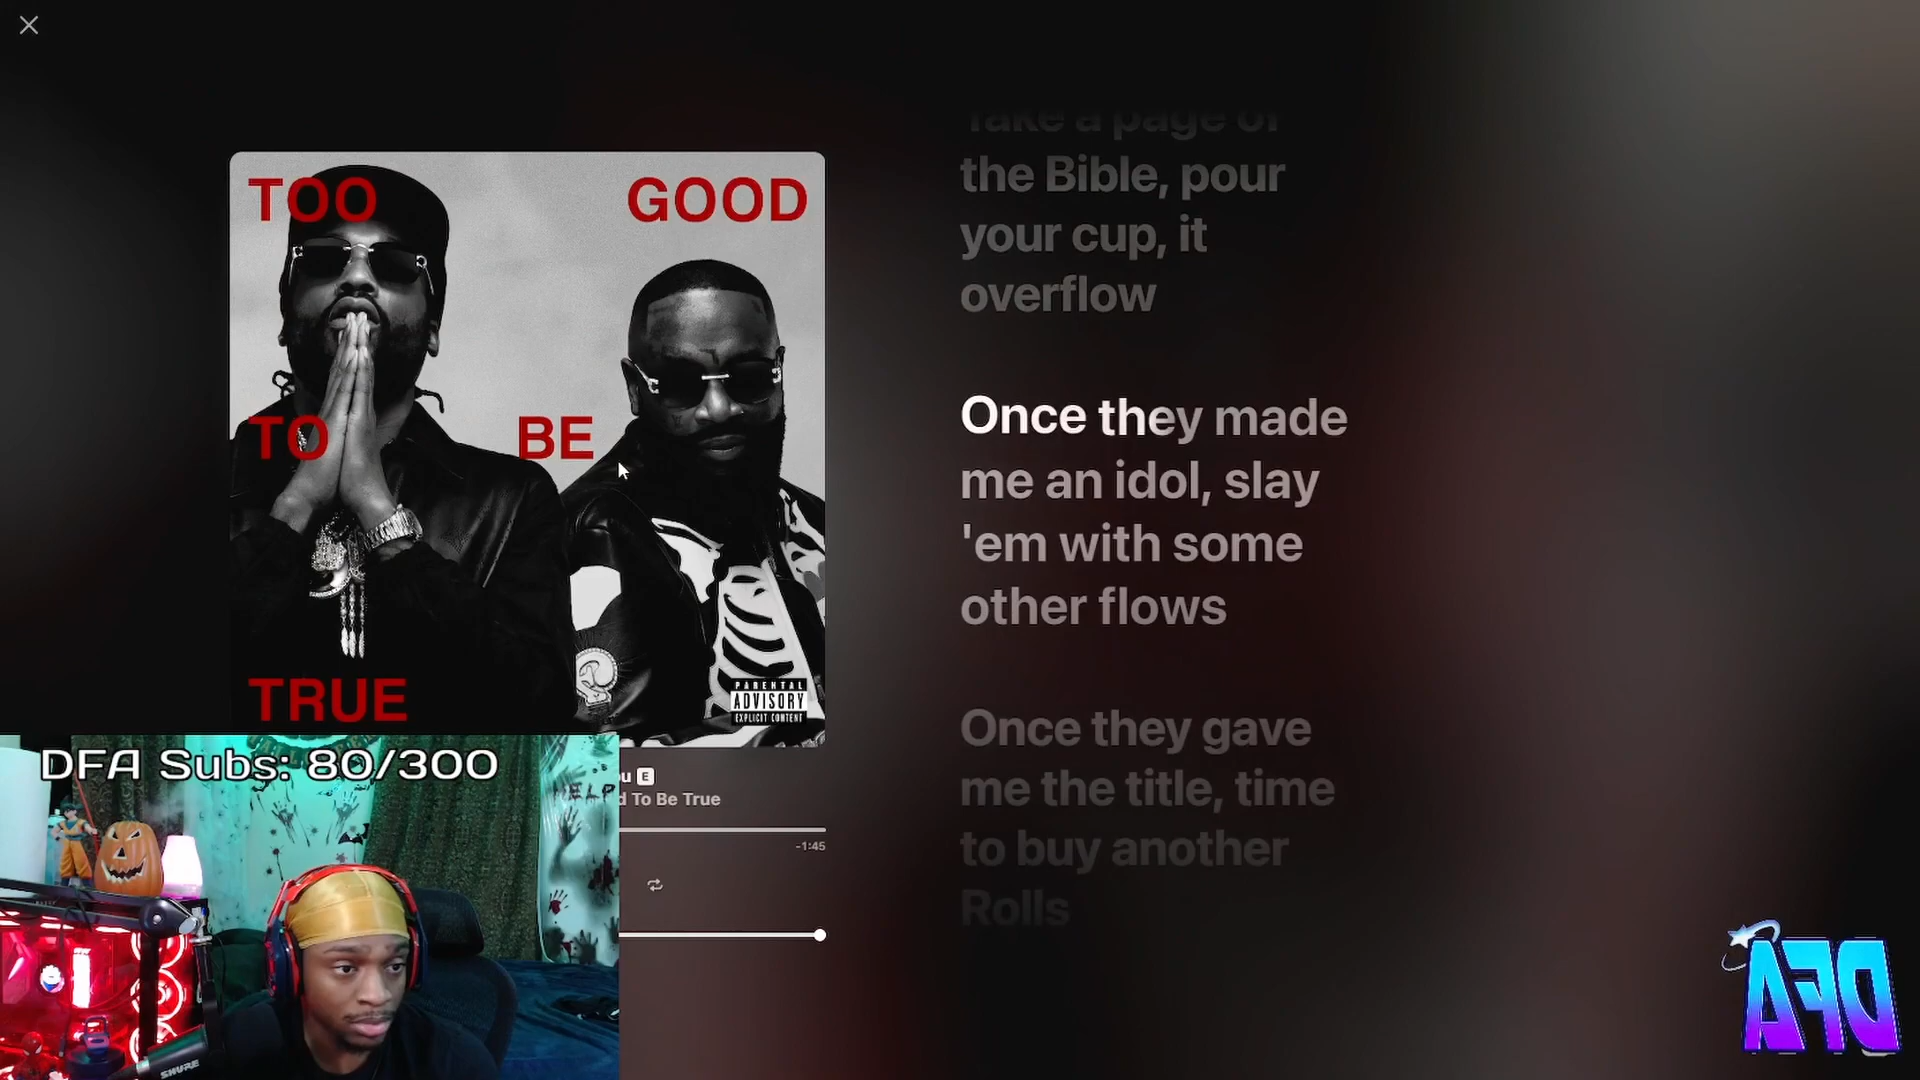 TOO GOOD
TO BE
TRUE
PARENTAL
ADVISORY
EXPLICIT CONTENT
the Bible, pour
your cup, it
overflow
Once they made
me an idol, slay
'em with some
other flows
Once they gave
me the title, time
to buy another
Rolls
DFA Subs: 80/300
HELP
u E
d To Be True
-1:45
SHURE
DFA